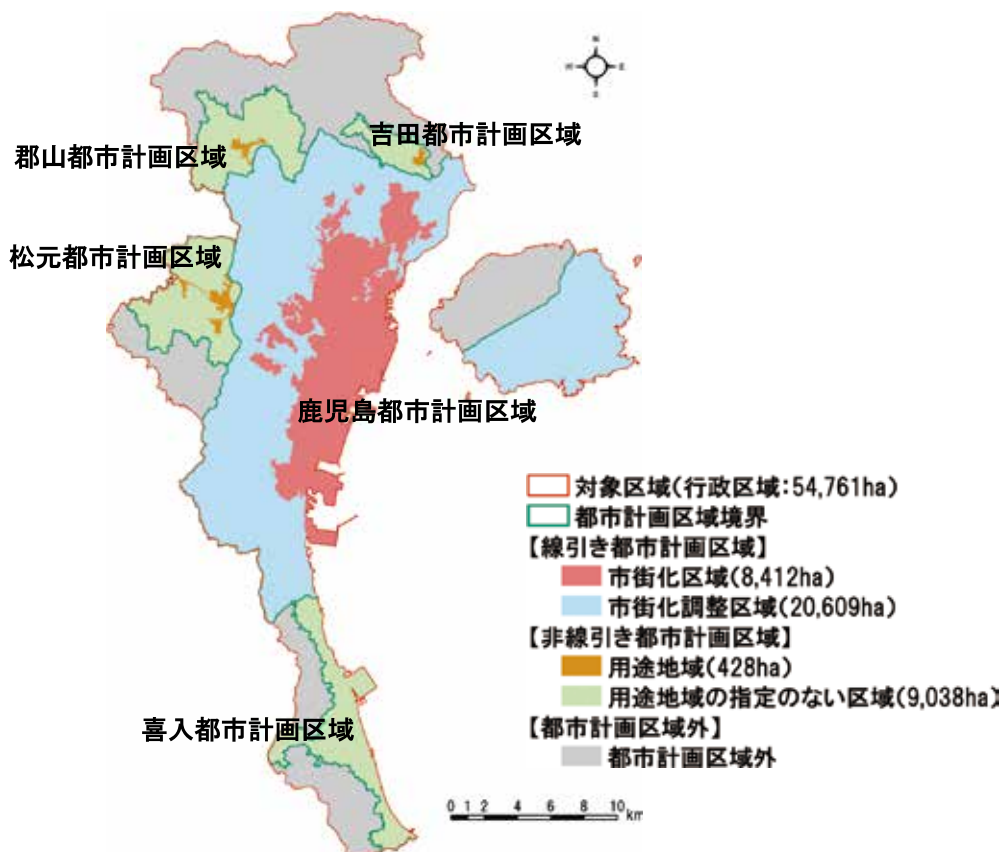 N
W E
S
吉田都市計画区域
郡山都市計画区域
松元都市計画区域
鹿児島都市計画区域
対象区域(行政区域:54,761ha)
都市計画区域境界
【線引き都市計画区域】
市街化区域(8,412ha)
市街化調整区域(20,609ha)
【非線引き都市計画区域】
用途地域(428ha)
用途地域の指定のない区域(9,038ha)
【都市計画区域外】
都市計画区域外
喜入都市計画区域
0 1 2 4 6 8 10
km